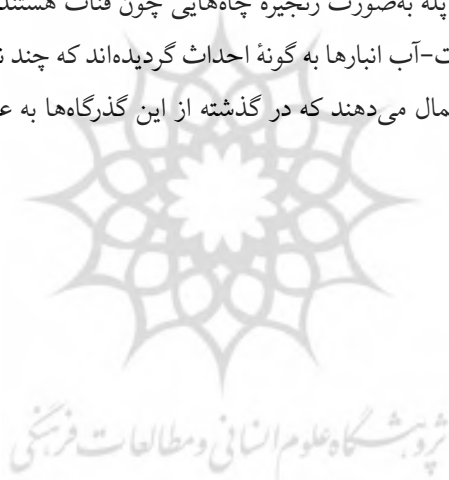 پله به‌صورت زنجیره چاه‌هایی چون قنات هستند
ت-آب انبارها به گونهٔ احداث گردیده‌اند که چند
مال می‌دهند که در گذشته از این گذرگاه‌ها به
پژوهشگاه علوم انسانی و مطالعات فرهنگی